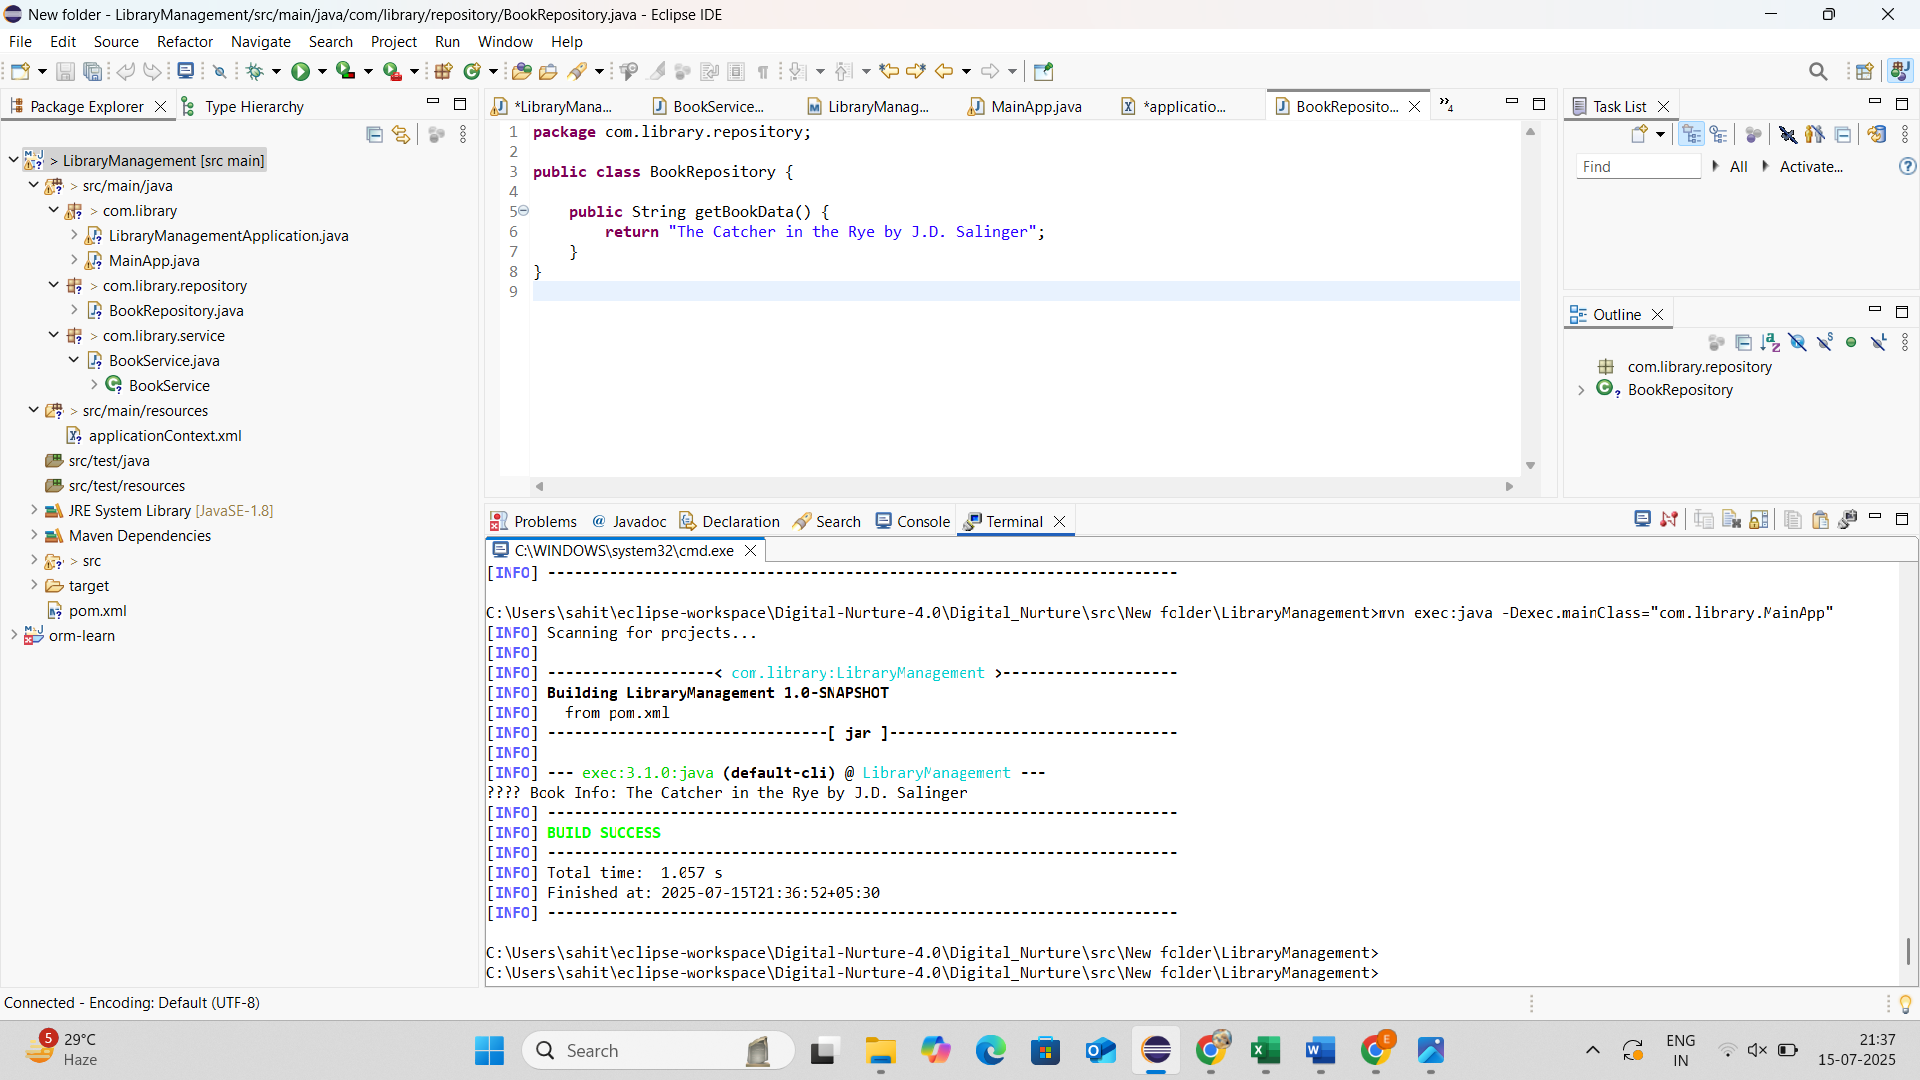 New folder - LibraryManagement/src/main/java/com/library/repository/BookRepository.java - Eclipse IDE
File Edit Source Refactor Navigate Search Project Run Window Help
Package Explorer Type Hierarchy
> LibraryManagement [src main]
> src/main/java
> com.library
LibraryManagementApplication.java
MainApp.java
> com.library.repository
BookRepository.java
> com.library.service
BookService.java
BookService
> src/main/resources
applicationContext.xml
src/test/java
src/test/resources
JRE System Library [JavaSE-1.8]
Maven Dependencies
> src
target
pom.xml
orm-learn
*LibraryMana... BookService... LibraryManag... MainApp.java *applicatio... BookReposito... »4
1 package com.library.repository;
2
3 public class BookRepository {
4
5 public String getBookData() {
6 return "The Catcher in the Rye by J.D. Salinger";
7 }
8 }
9
Task List
Find All Activate...
Outline
com.library.repository
BookRepository
Problems Javadoc Declaration Search Console Terminal
C:\WINDOWS\system32\cmd.exe
[INFO] ------------------------------------------------------------------------
C:\Users\sahit\eclipse-workspace\Digital-Nurture-4.0\Digital_Nurture\src\New folder\LibraryManagement>mvn exec:java -Dexec.mainClass="com.library.MainApp"
[INFO] Scanning for projects...
[INFO]
[INFO] -------------------< com.library:LibraryManagement >--------------------
[INFO] Building LibraryManagement 1.0-SNAPSHOT
[INFO]   from pom.xml
[INFO] --------------------------------[ jar ]---------------------------------
[INFO]
[INFO] --- exec:3.1.0:java (default-cli) @ LibraryManagement ---
???? Book Info: The Catcher in the Rye by J.D. Salinger
[INFO] ------------------------------------------------------------------------
[INFO] BUILD SUCCESS
[INFO] ------------------------------------------------------------------------
[INFO] Total time:  1.057 s
[INFO] Finished at: 2025-07-15T21:36:52+05:30
[INFO] ------------------------------------------------------------------------
C:\Users\sahit\eclipse-workspace\Digital-Nurture-4.0\Digital_Nurture\src\New folder\LibraryManagement>
C:\Users\sahit\eclipse-workspace\Digital-Nurture-4.0\Digital_Nurture\src\New folder\LibraryManagement>
Connected - Encoding: Default (UTF-8)
5
29°C
Haze
Search
ENG
IN
21:37
15-07-2025